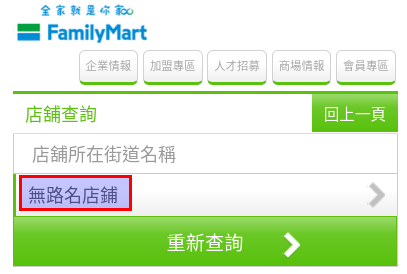 全家就是你家
FamilyMart
企業情報 加盟專區 人才招募 商場情報 會員專區
店舖查詢 回上一頁
店舖所在街道名稱
無路名店鋪
重新查詢